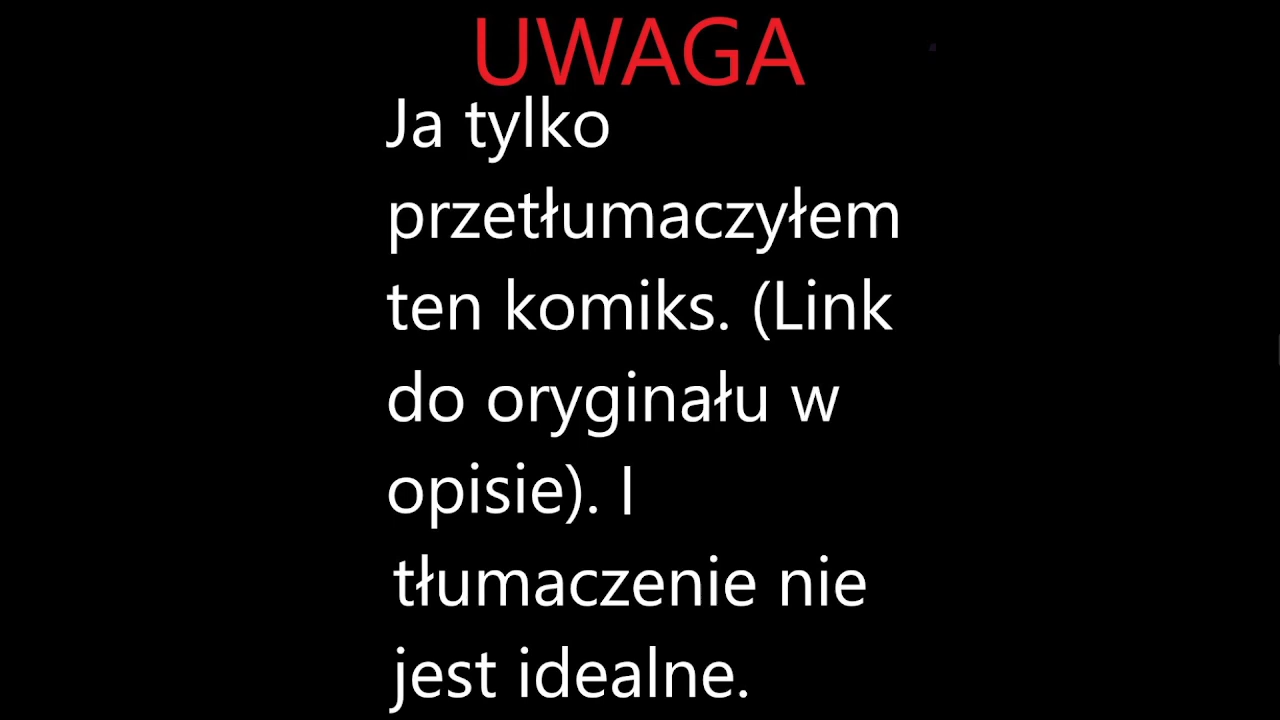 UWAGA
Ja tylko
przetłumaczyłem
ten komiks. (Link
do oryginału w
opisie). I
tłumaczenie nie
jest idealne.